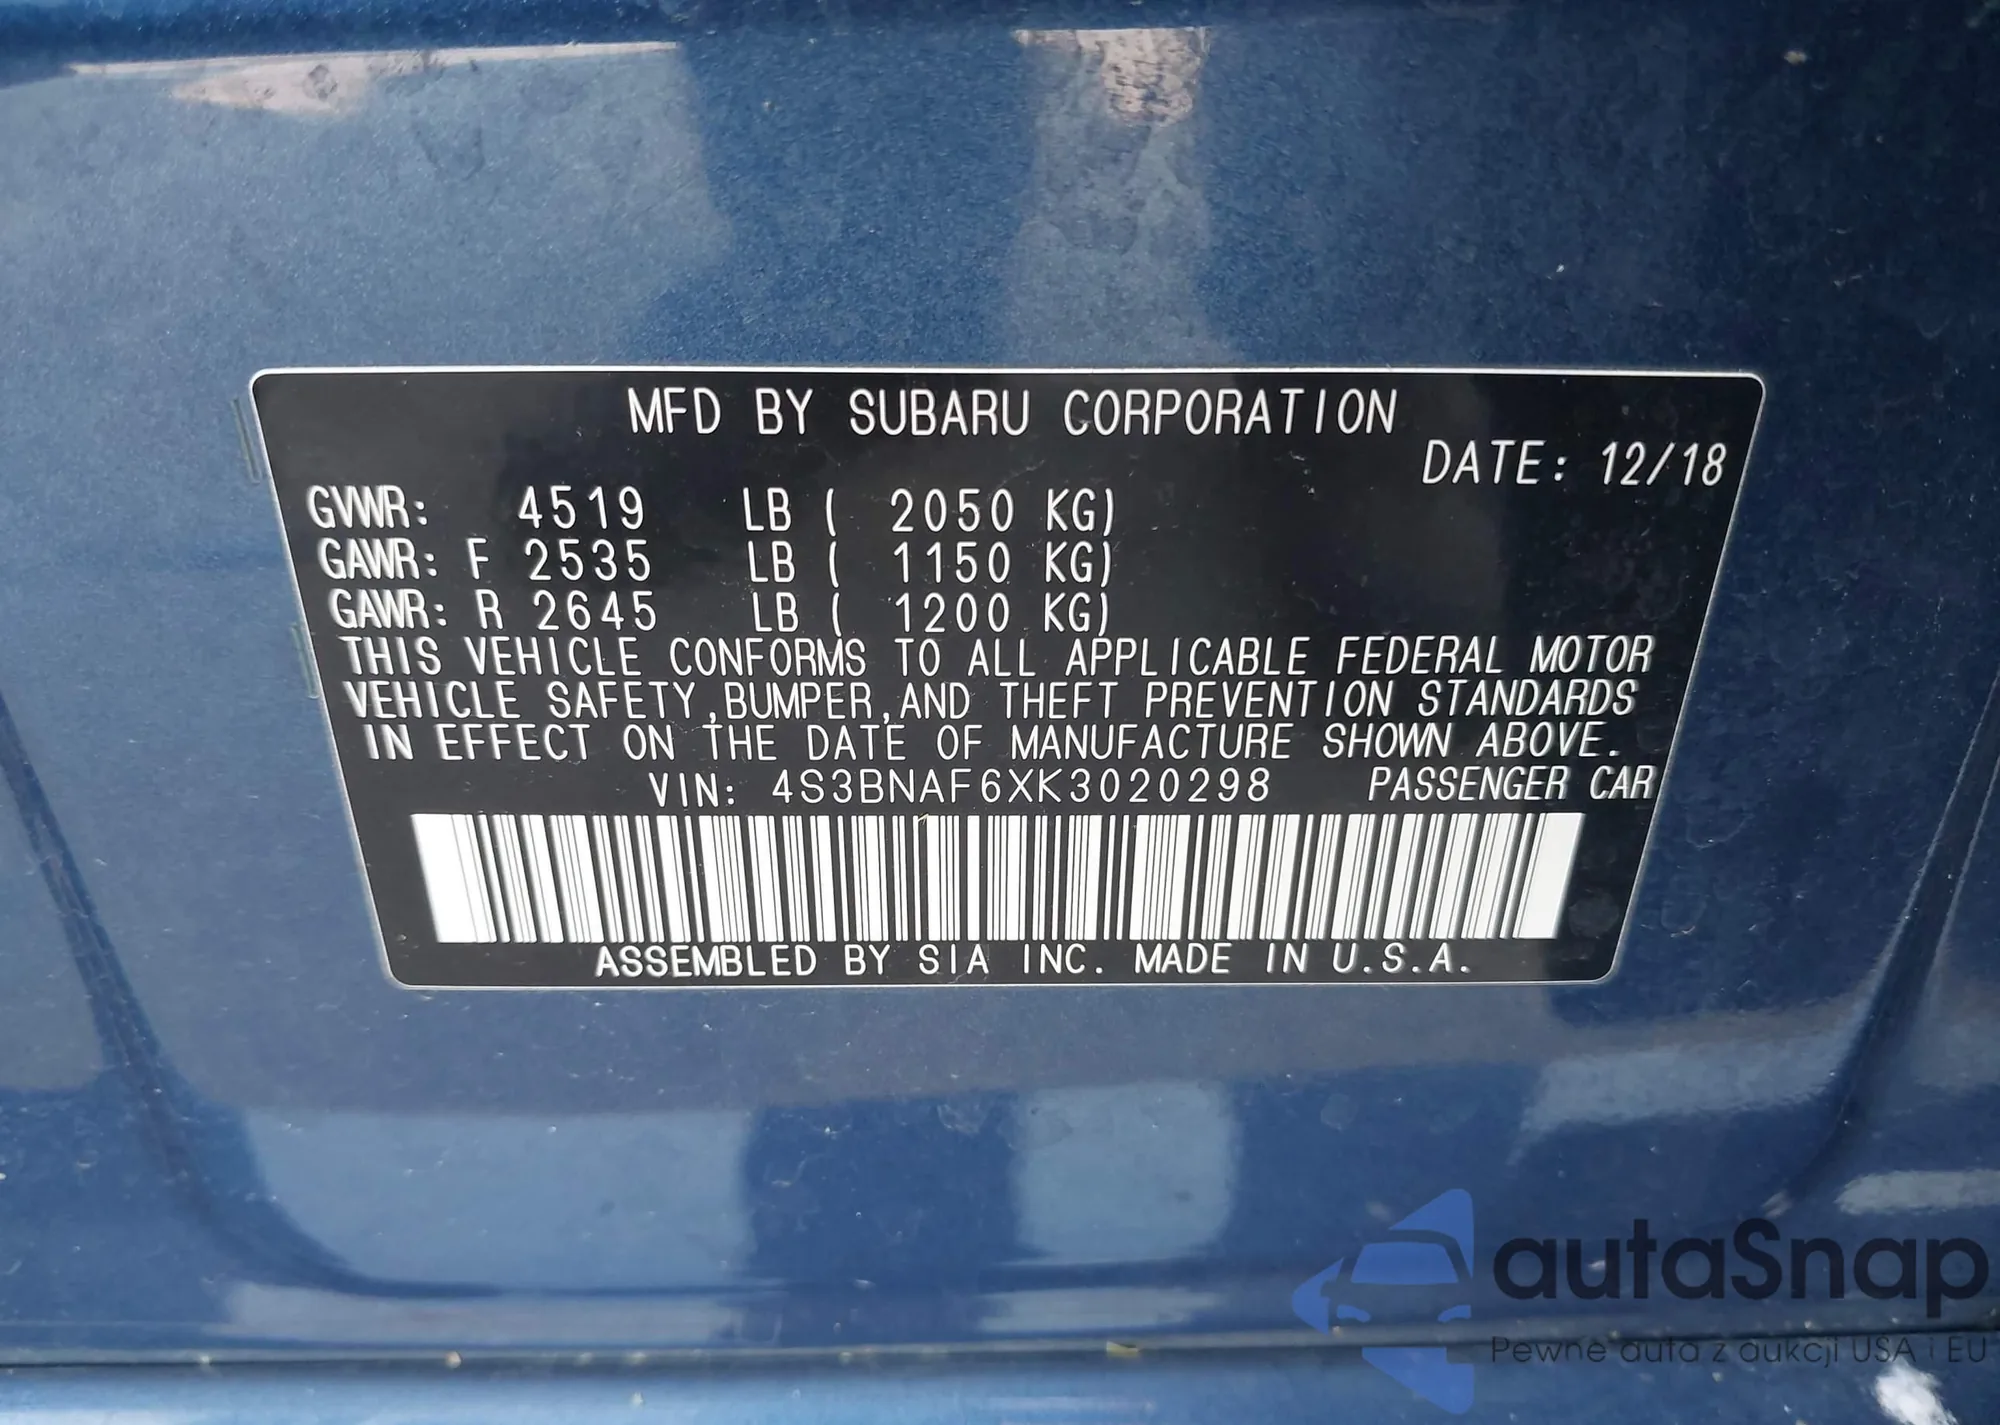 MFD BY SUBARU CORPORATION
DATE: 12/18
GVWR: 4519 LB ( 2050 KG)
GAWR: F 2535 LB ( 1150 KG)
GAWR: R 2645 LB ( 1200 KG)
THIS VEHICLE CONFORMS TO ALL APPLICABLE FEDERAL MOTOR
VEHICLE SAFETY,BUMPER,AND THEFT PREVENTION STANDARDS
IN EFFECT ON THE DATE OF MANUFACTURE SHOWN ABOVE.
VIN: 4S3BNAF6XK3020298 PASSENGER CAR
ASSEMBLED BY SIA INC. MADE IN U.S.A.
autaSnap
Pewne auta z aukcji USA i EU